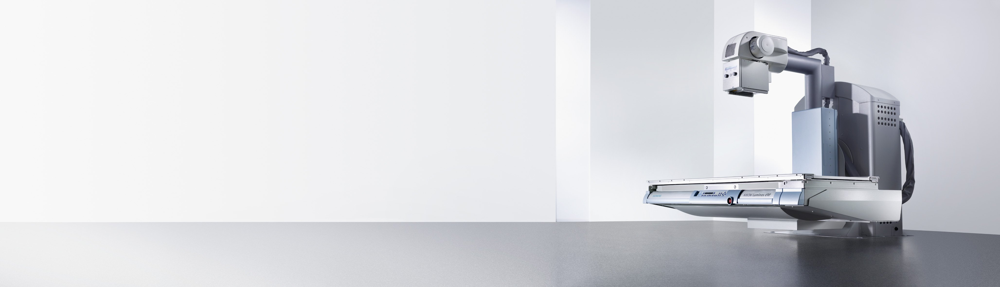 SIEMENS
AXIOM Luminos dRF